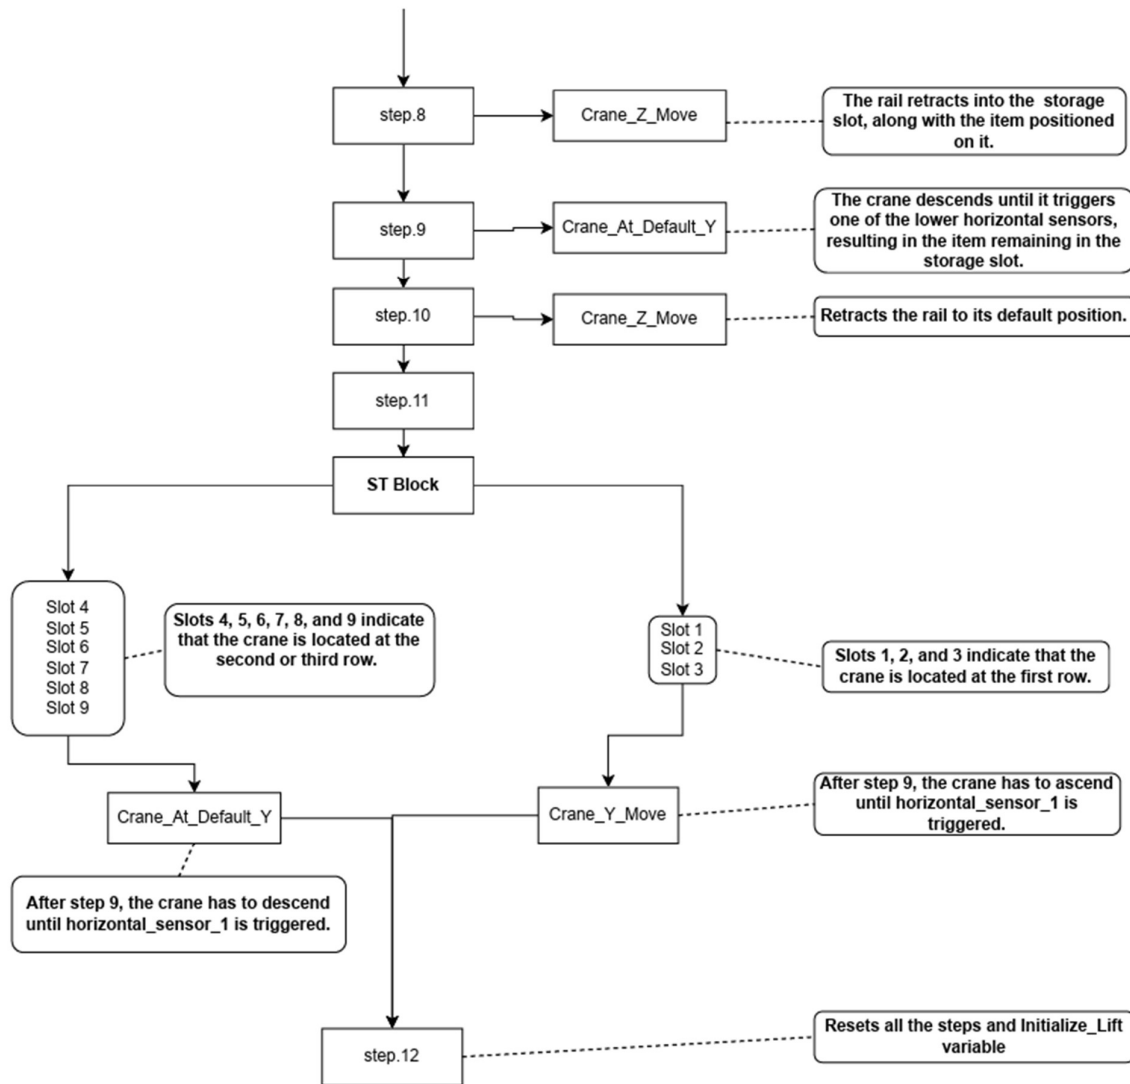 step.8
Crane_Z_Move
The rail retracts into the storage
slot, along with the item positioned
on it.
step.9
Crane_At_Default_Y
The crane descends until it triggers
one of the lower horizontal sensors,
resulting in the item remaining in the
storage slot.
step.10
Crane_Z_Move
Retracts the rail to its default position.
step.11
ST Block
Slot 4
Slot 5
Slot 6
Slot 7
Slot 8
Slot 9
Slots 4, 5, 6, 7, 8, and 9 indicate
that the crane is located at the
second or third row.
Slot 1
Slot 2
Slot 3
Slots 1, 2, and 3 indicate that the
crane is located at the first row.
Crane_At_Default_Y
Crane_Y_Move
After step 9, the crane has to ascend
until horizontal_sensor_1 is
triggered.
After step 9, the crane has to descend
until horizontal_sensor_1 is triggered.
step.12
Resets all the steps and Initialize_Lift
variable